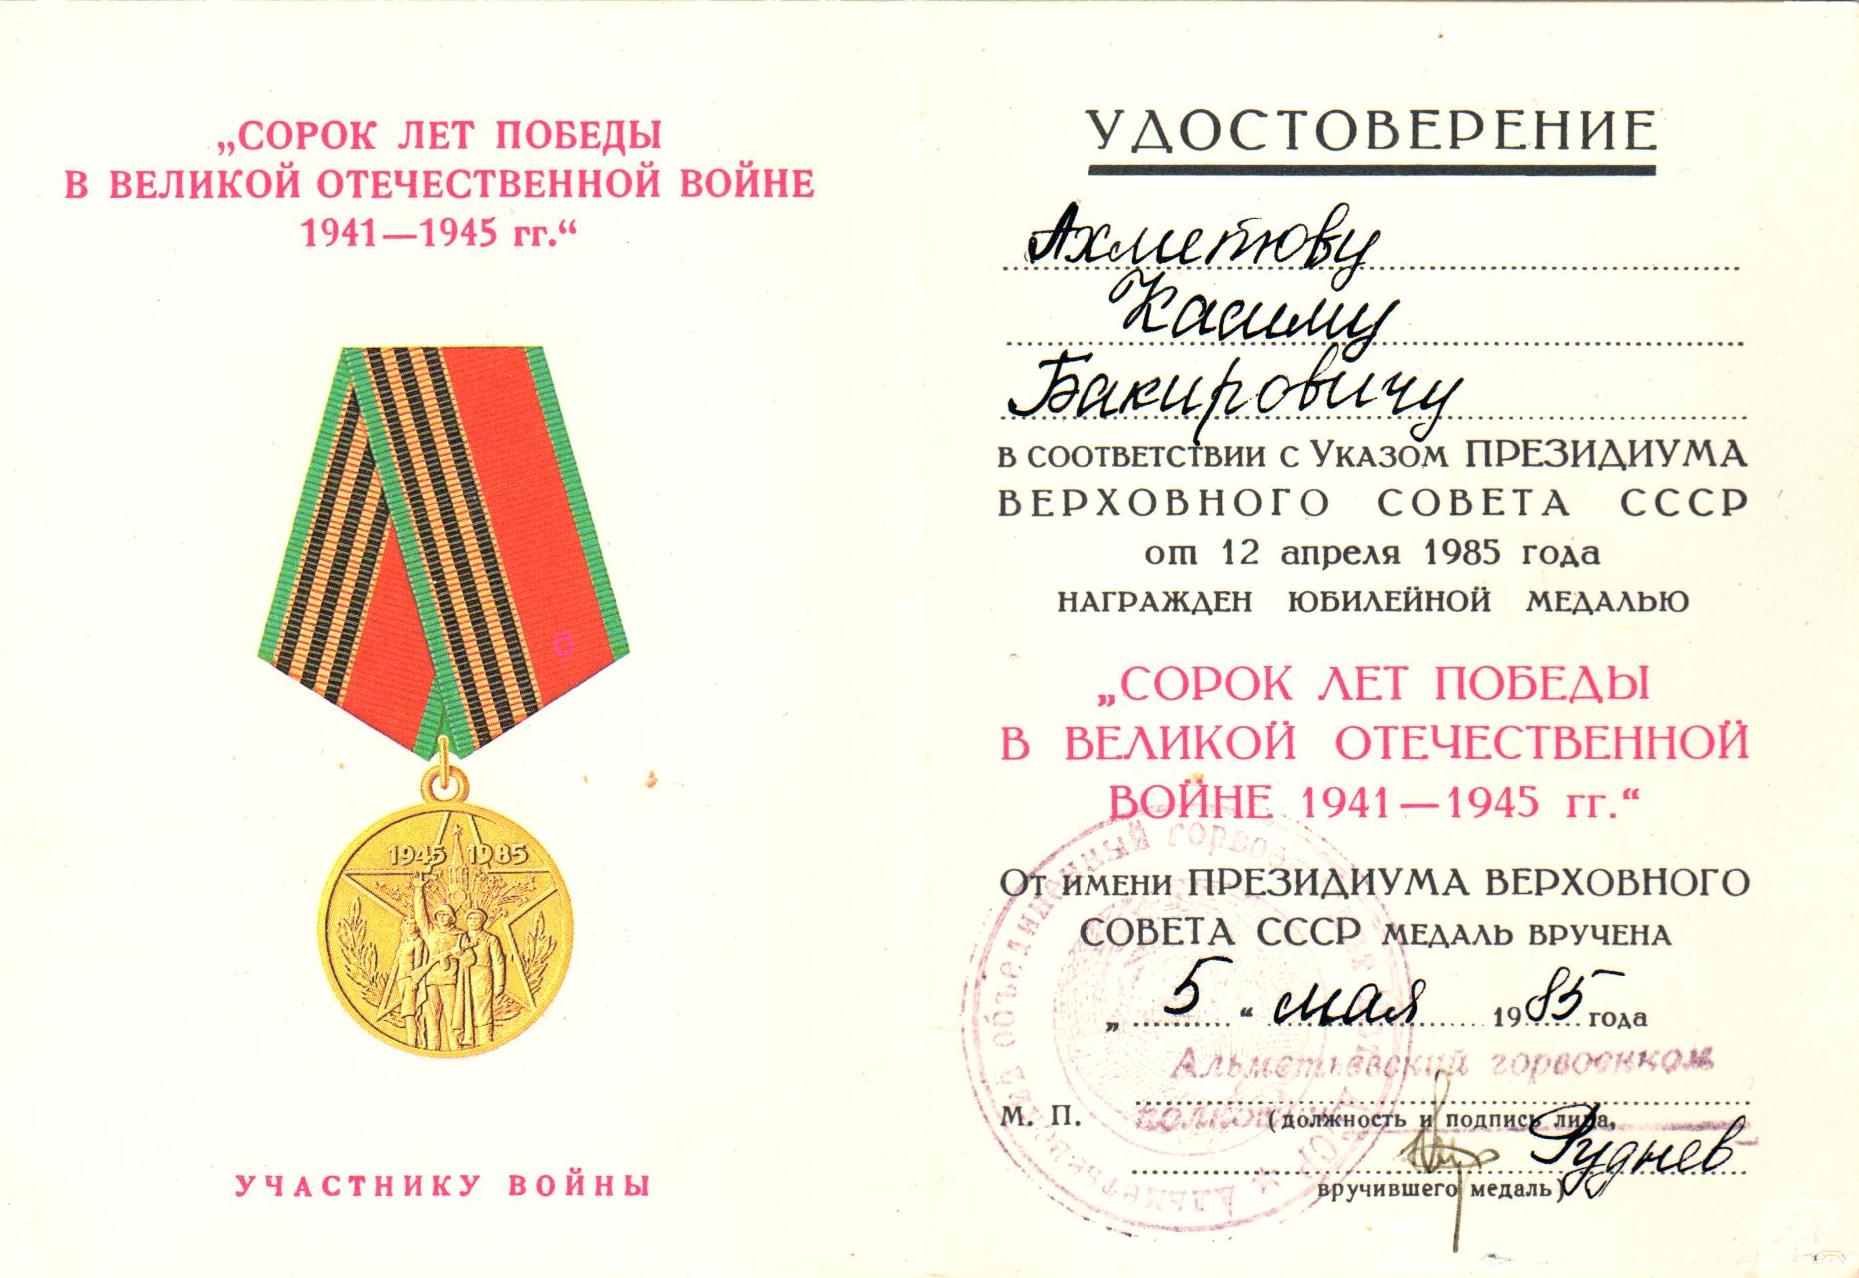 „СОРОК ЛЕТ ПОБЕДЫ
В ВЕЛИКОЙ ОТЕЧЕСТВЕННОЙ ВОЙНЕ
1941—1945 гг.“
1945 1985
УЧАСТНИКУ ВОЙНЫ
УДОСТОВЕРЕНИЕ
Ахметову
Касиму
Бакировичу
в соответствии с Указом ПРЕЗИДИУМА
ВЕРХОВНОГО СОВЕТА СССР
от 12 апреля 1985 года
НАГРАЖДЕН ЮБИЛЕЙНОЙ МЕДАЛЬЮ
„СОРОК ЛЕТ ПОБЕДЫ
В ВЕЛИКОЙ ОТЕЧЕСТВЕННОЙ
ВОЙНЕ 1941—1945 гг.“
От имени ПРЕЗИДИУМА ВЕРХОВНОГО
СОВЕТА СССР МЕДАЛЬ ВРУЧЕНА
„ 5 “ мая 1985 года
Альметьевский горвоенком
М. П. полковник (должность и подпись лица,
Руднев
вручившего медаль)
объединенный